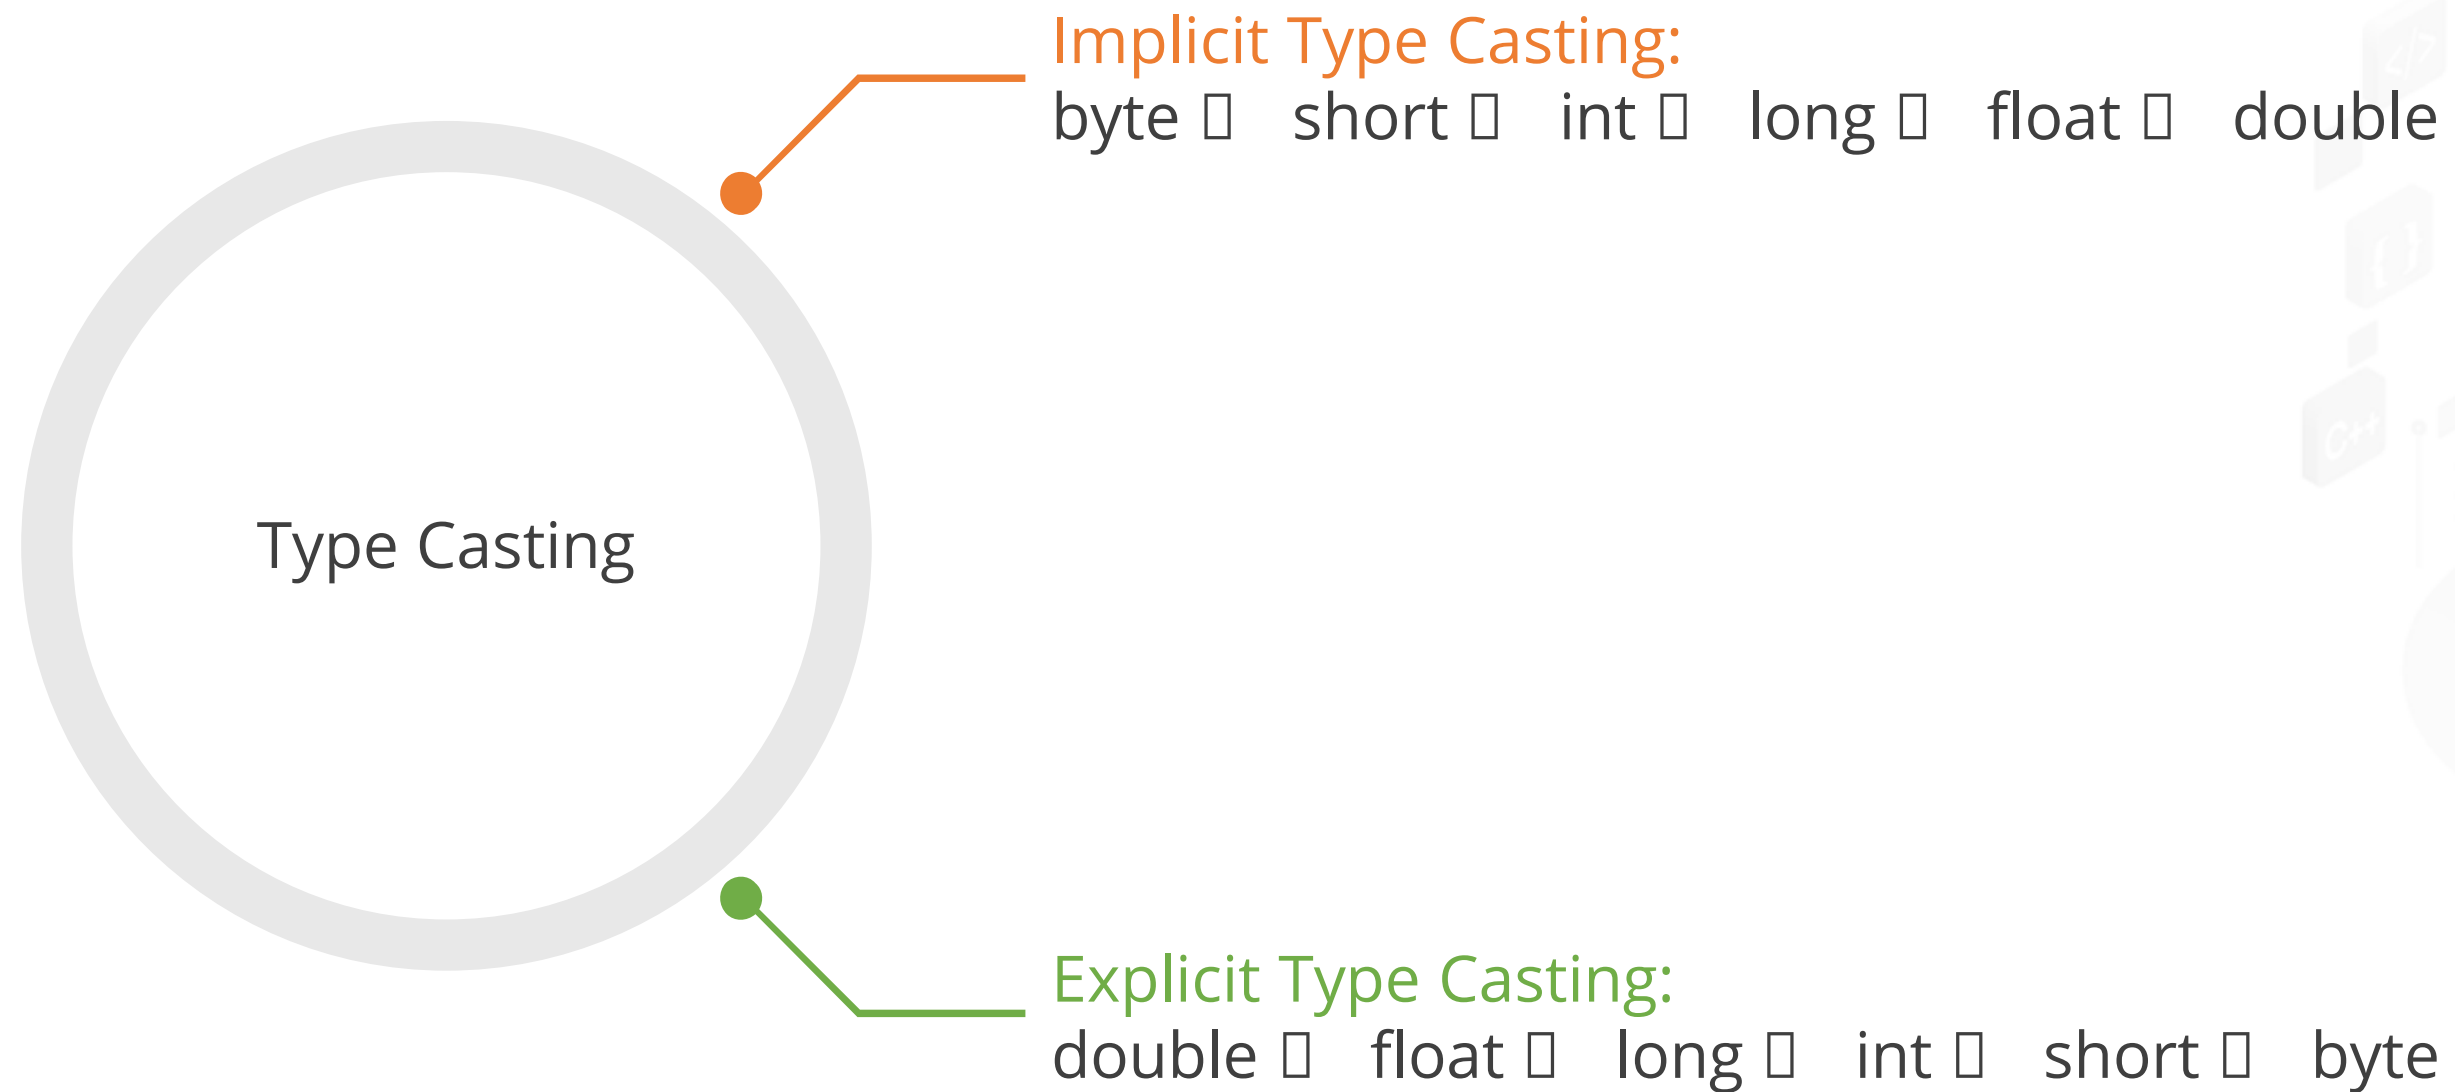 Implicit Type Casting:
byte  short  int  long  float  double
Type Casting
Explicit Type Casting:
double  float  long  int  short  byte
</>
{ }
C++